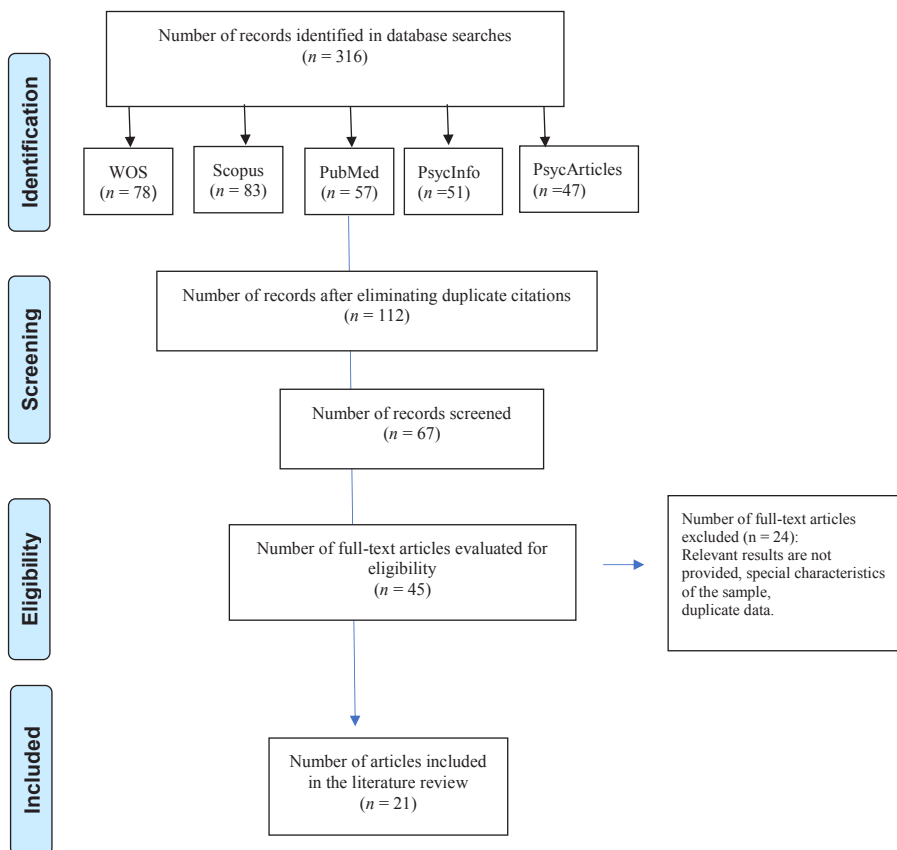 Number of records identified in database searches
(n = 316)
Identification
WOS
(n = 78)
Scopus
(n = 83)
PubMed
(n = 57)
PsycInfo
(n =51)
PsycArticles
(n =47)
Screening
Number of records after eliminating duplicate citations
(n = 112)
Number of records screened
(n = 67)
Eligibility
Number of full-text articles evaluated for
eligibility
(n = 45)
Number of full-text articles
excluded (n = 24):
Relevant results are not
provided, special characteristics
of the sample,
duplicate data.
Included
Number of articles included
in the literature review
(n = 21)